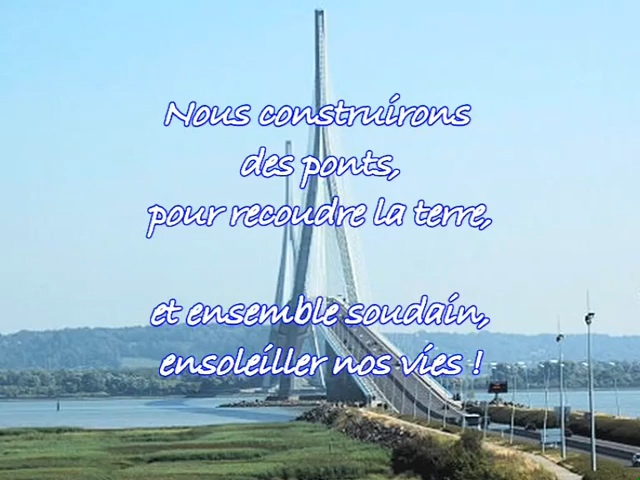 Nous construirons
des ponts,
pour recoudre la terre,
et ensemble soudain,
ensoleiller nos vies !